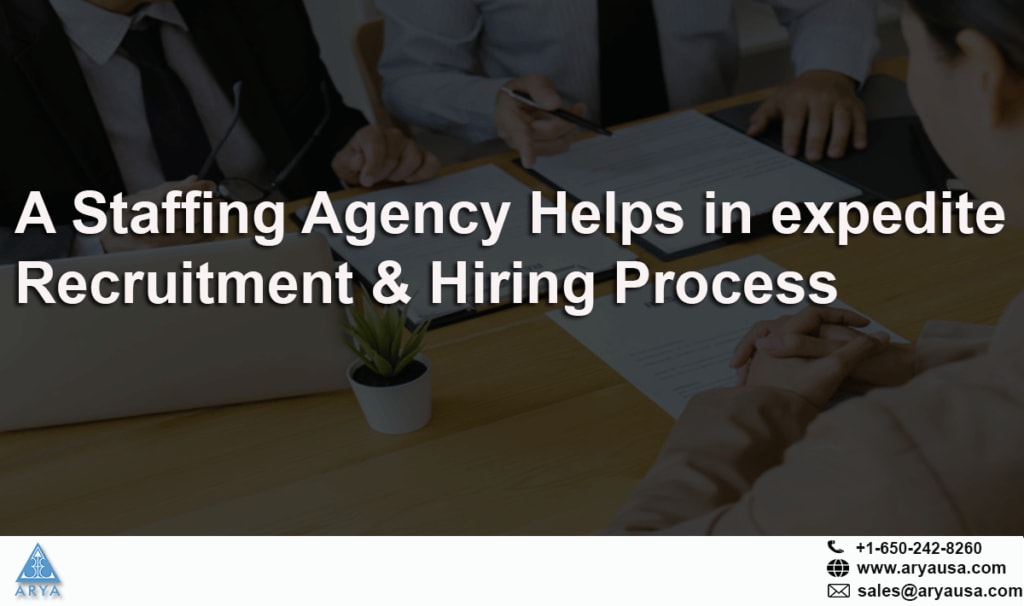 A Staffing Agency Helps in expedite
Recruitment & Hiring Process
ARYA
+1-650-242-8260
www.aryausa.com
sales@aryausa.com